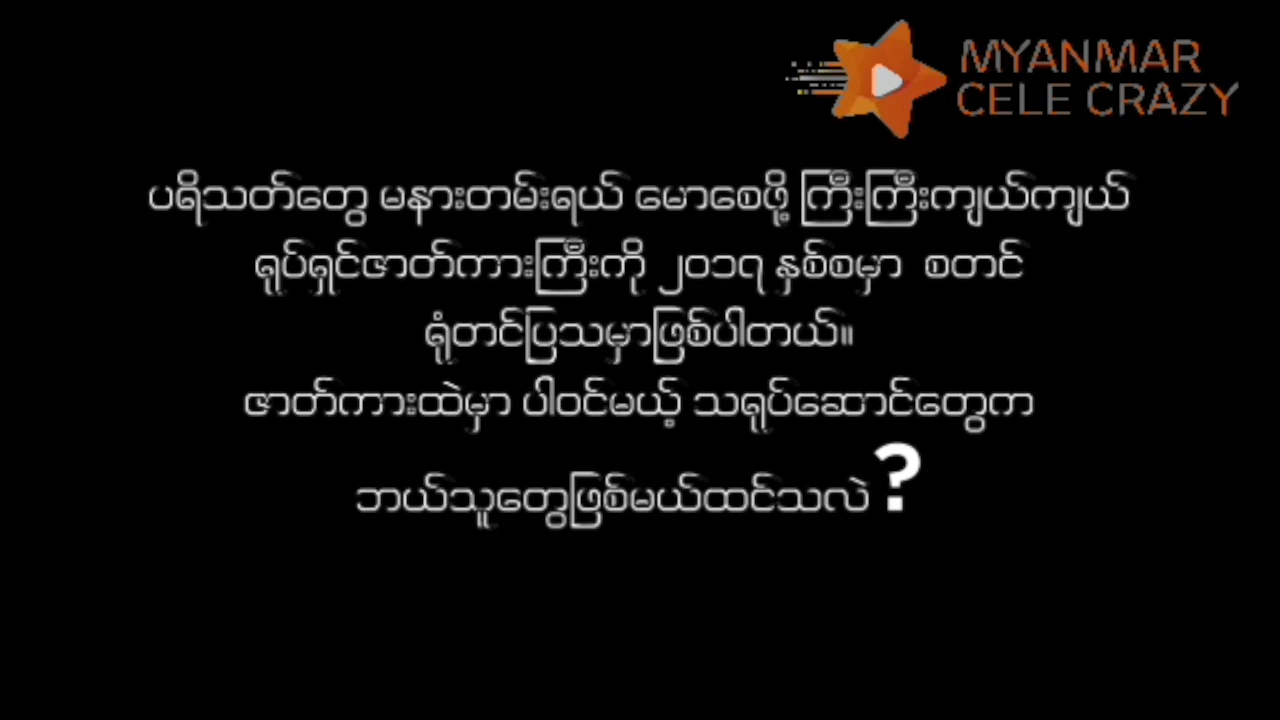 MYANMAR
CELE CRAZY
ပရိသတ်တွေ မနားတမ်းရယ် မောစေဖို့ ကြီးကြီးကျယ်ကျယ်
ရုပ်ရှင်ဇာတ်ကားကြီးကို ၂၀၁၇ နှစ်စမှာ စတင်
ရုံတင်ပြသမှာဖြစ်ပါတယ်။
ဇာတ်ကားထဲမှာ ပါဝင်မယ့် သရုပ်ဆောင်တွေက
ဘယ်သူတွေဖြစ်မယ်ထင်သလဲ ?